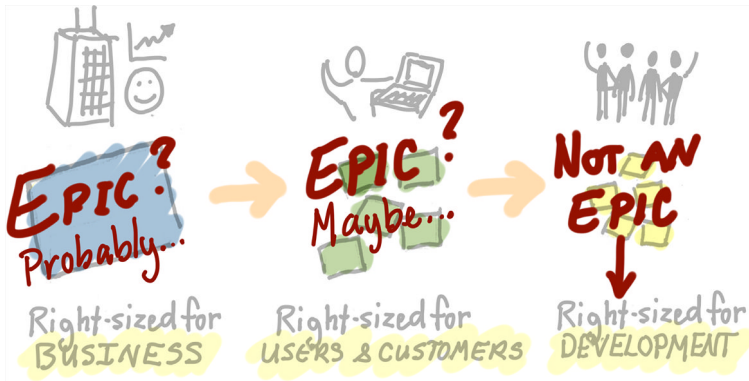 EPIC?
Probably...
Right-sized for
BUSINESS
EPIC?
Maybe...
Right-sized for
USERS & CUSTOMERS
NOT AN
EPIC
Right-sized for
DEVELOPMENT